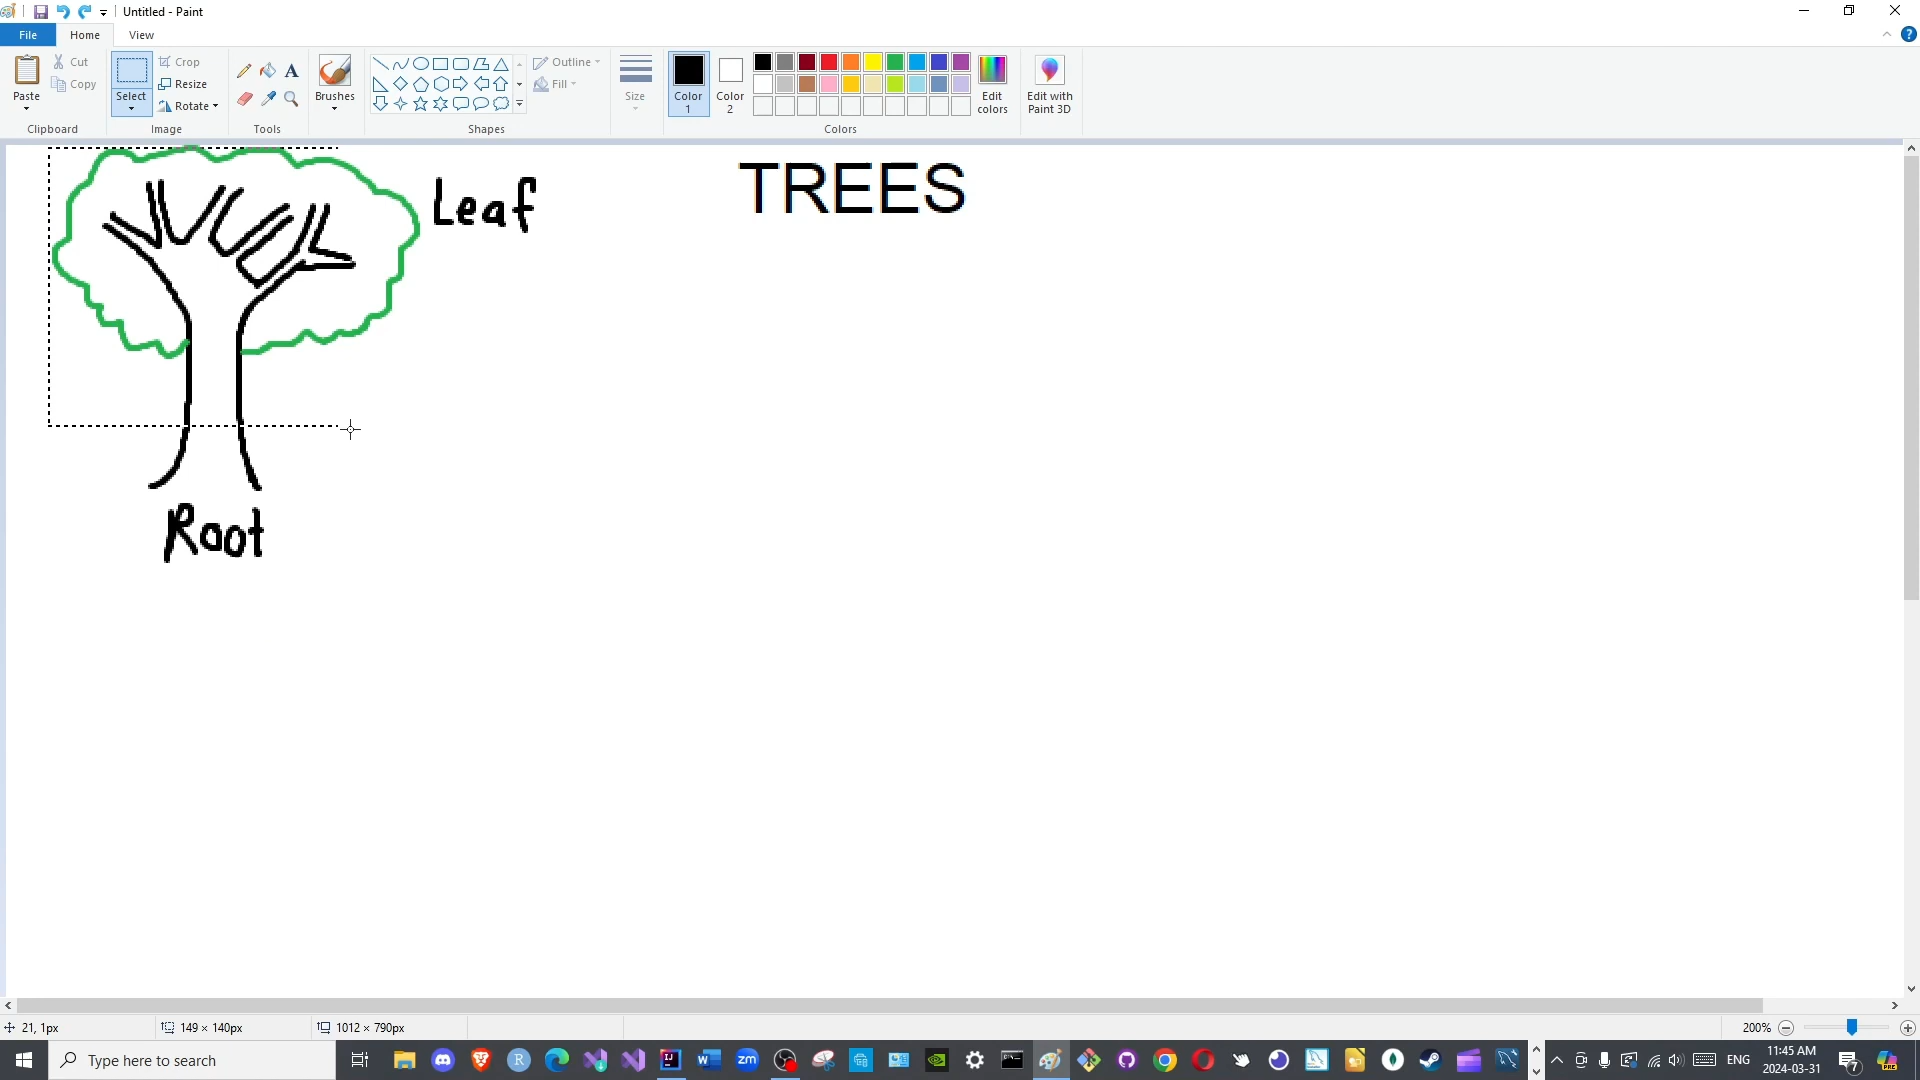 Untitled - Paint
File Home View
Paste
Cut
Copy
Clipboard
Select
Crop
Resize
Rotate
Image
Tools
Brushes
Shapes
Outline
Fill
Size
Color 1
Color 2
Edit colors
Edit with Paint 3D
Colors
TREES
Leaf
Root
21, 1px
149 × 140px
1012 × 790px
200%
Type here to search
ENG
11:45 AM
2024-03-31
7